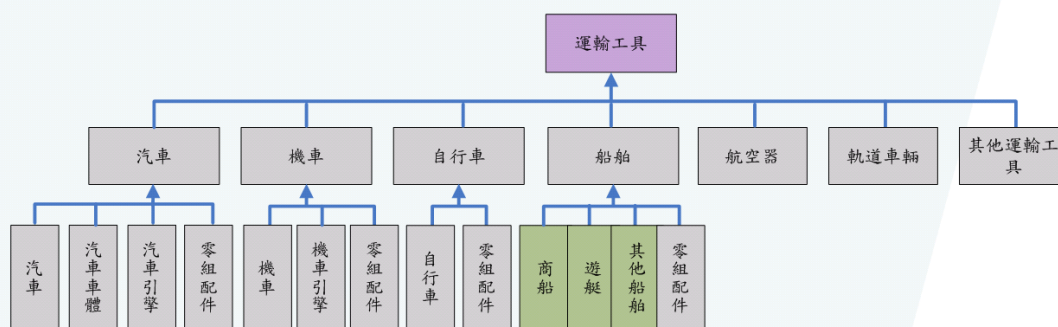 運輸工具
汽車
機車
自行車
船舶
航空器
軌道車輛
其他運輸工
具
汽車
汽車車體
汽車引擎
零組配件
機車
機車引擎
零組配件
自行車
零組配件
商船
遊艇
其他船舶
零組配件